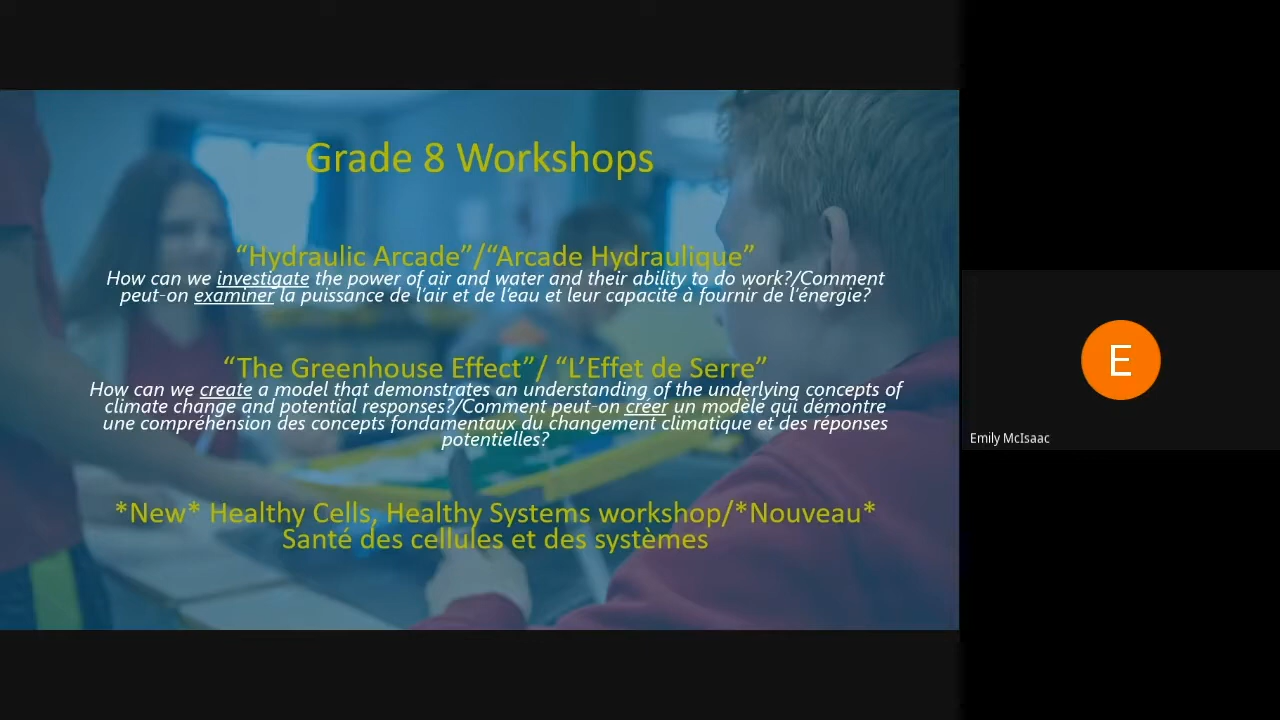 Grade 8 Workshops
“Hydraulic Arcade”/“Arcade Hydraulique”
How can we investigate the power of air and water and their ability to do work?/Comment
peut-on examiner la puissance de l'air et de l'eau et leur capacité à fournir de l'énergie?
“The Greenhouse Effect”/ “L’Effet de Serre”
How can we create a model that demonstrates an understanding of the underlying concepts of
climate change and potential responses?/Comment peut-on créer un modèle qui démontre
une compréhension des concepts fondamentaux du changement climatique et des réponses
potentielles?
*New* Healthy Cells, Healthy Systems workshop/*Nouveau*
Santé des cellules et des systèmes
E
Emily McIsaac